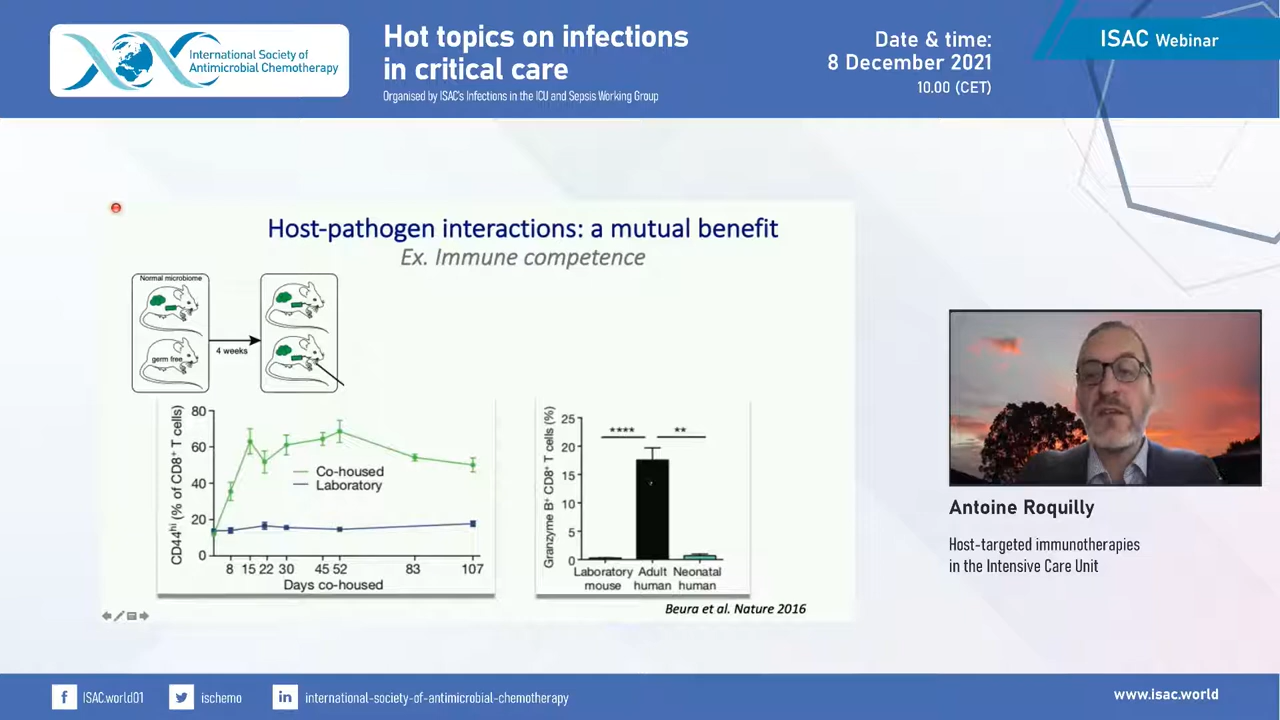 International Society of
Antimicrobial Chemotherapy
Hot topics on infections
in critical care
Organised by ISAC's Infections in the ICU and Sepsis Working Group
Date & time:
8 December 2021
10.00 (CET)
ISAC Webinar
Host-pathogen interactions: a mutual benefit
Ex. Immune competence
Normal microbiome
germ free
4 weeks
CD44hi (% of CD8+ T cells)
80
60
40
20
0
Co-housed
Laboratory
8 15 22 30 45 52 83 107
Days co-housed
Granzyme B+ CD8+ T cells (%)
25
20
15
10
5
0
**** **
Laboratory mouse
Adult human
Neonatal human
Beura et al. Nature 2016
Antoine Roquilly
Host-targeted immunotherapies
in the Intensive Care Unit
ISAC.world01
ischemo
in
international-society-of-antimicrobial-chemotherapy
www.isac.world